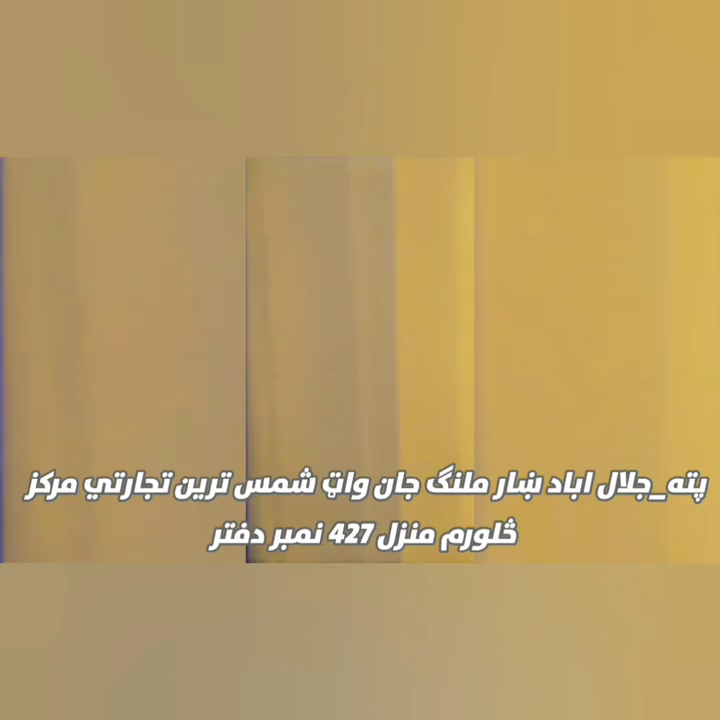 پته_جلال اباد ښار ملنګ جان واټ شمس ترین تجارتي مرکز
څلورم منزل 427 نمبر دفتر